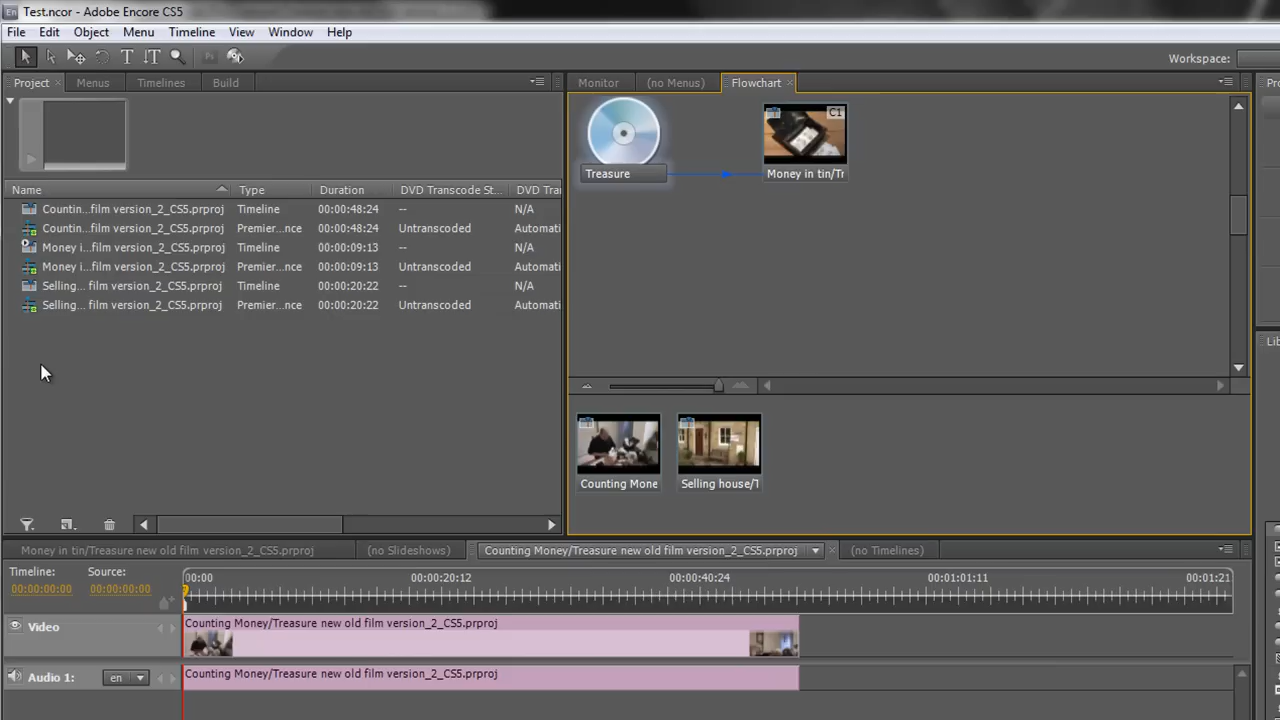 En Test.ncor - Adobe Encore CS5
File Edit Object Menu Timeline View Window Help
T T
Workspace:
Project Menus Timelines Build
Monitor (no Menus) Flowchart
C1
Treasure
Money in tin/Tr
Name Type Duration DVD Transcode St... DVD Tran
Countin...film version_2_CS5.prproj Timeline 00:00:48:24 -- N/A
Countin...film version_2_CS5.prproj Premier...nce 00:00:48:24 Untranscoded Automati
Money i...film version_2_CS5.prproj Timeline 00:00:09:13 -- N/A
Money i...film version_2_CS5.prproj Premier...nce 00:00:09:13 Untranscoded Automati
Selling... film version_2_CS5.prproj Timeline 00:00:20:22 -- N/A
Selling... film version_2_CS5.prproj Premier...nce 00:00:20:22 Untranscoded Automati
Counting Mone
Selling house/T
Money in tin/Treasure new old film version_2_CS5.prproj (no Slideshows) Counting Money/Treasure new old film version_2_CS5.prproj (no Timelines)
Timeline: Source:
00:00:00:00 00:00:00:00
00:00 00:00:20:12 00:00:40:24 00:01:01:11 00:01:21
Video
Counting Money/Treasure new old film version_2_CS5.prproj
Audio 1: en
Counting Money/Treasure new old film version_2_CS5.prproj
Pro
Lib